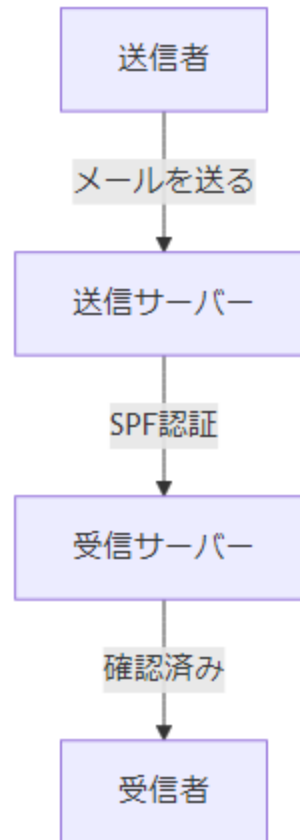 送信者
メールを送る
送信サーバー
SPF認証
受信サーバー
確認済み
受信者